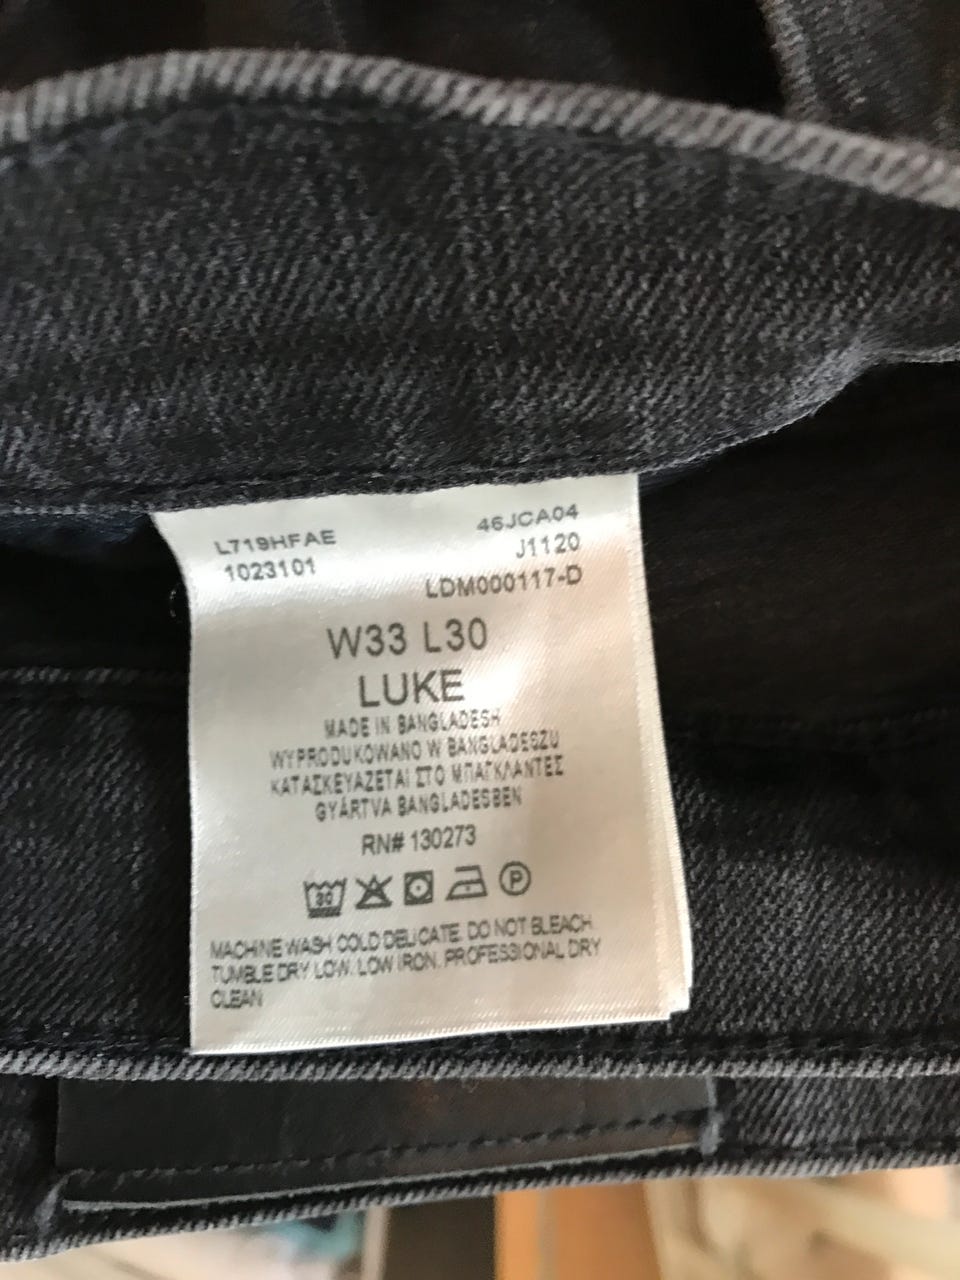 L719HFAE
1023101
46JCA04
J1120
LDM000117-D
W33 L30
LUKE
MADE IN BANGLADESH
WYPRODUKOWANO W BANGLADESZU
ΚΑΤΑΣΚΕΥΑΖΕΤΑΙ ΣΤΟ ΜΠΑΓΚΛΑΝΤΕΣ
GYÁRTVA BANGLADESBEN
RN# 130273
30
P
MACHINE WASH COLD DELICATE. DO NOT BLEACH.
TUMBLE DRY LOW. LOW IRON. PROFESSIONAL DRY
CLEAN